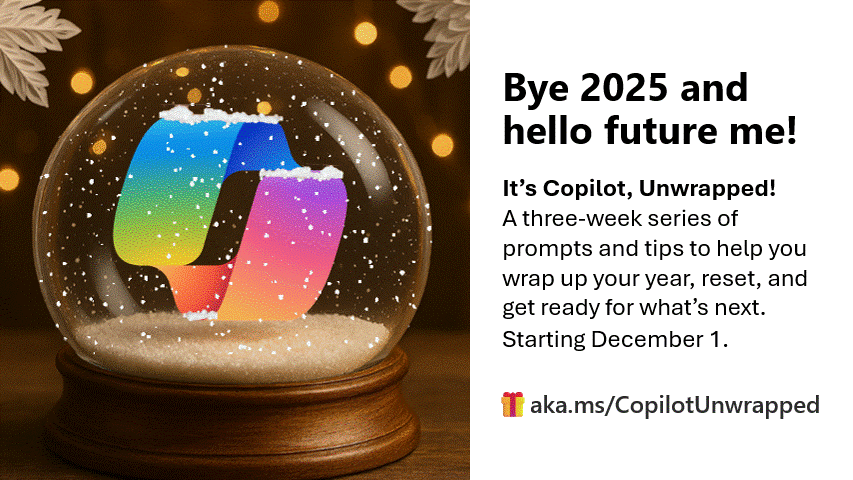 Bye 2025 and
hello future me!
It’s Copilot, Unwrapped!
A three-week series of
prompts and tips to help you
wrap up your year, reset, and
get ready for what’s next.
Starting December 1.
aka.ms/CopilotUnwrapped